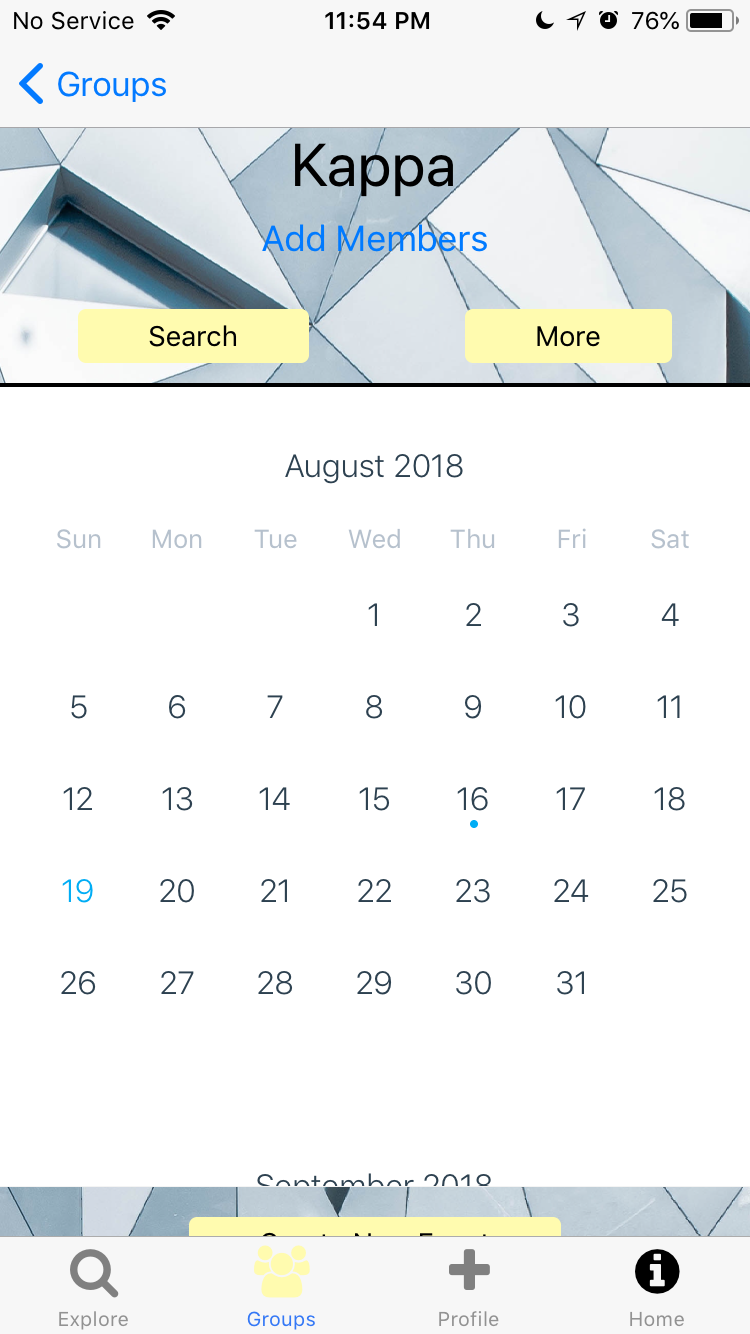 No Service 11:54 PM 76%
Groups
Kappa
Add Members
Search More
August 2018
Sun Mon Tue Wed Thu Fri Sat
1 2 3 4
5 6 7 8 9 10 11
12 13 14 15 16 17 18
19 20 21 22 23 24 25
26 27 28 29 30 31
September 2018
Create New Event
Explore Groups Profile Home